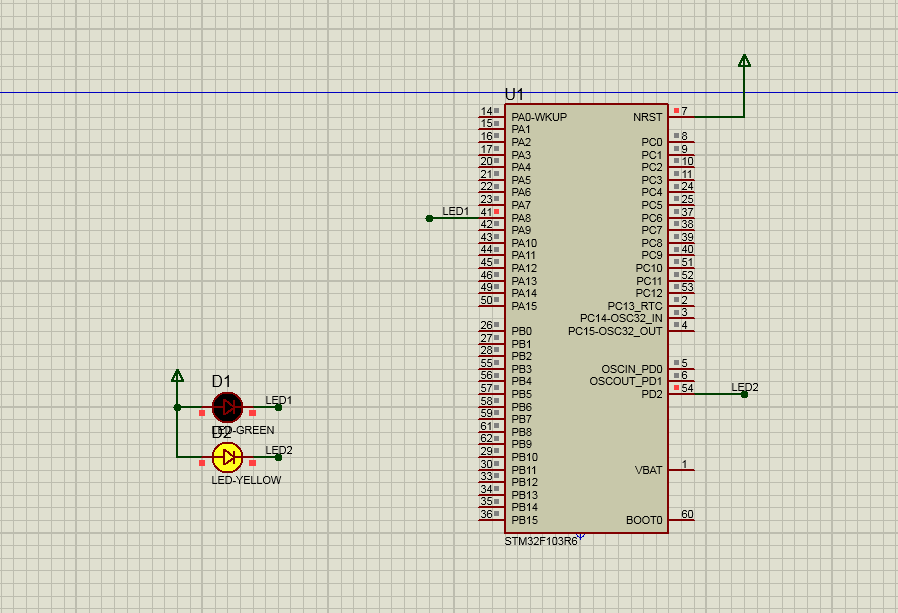 U1
14 PA0-WKUP NRST 7
15 PA1
16 PA2 PC0 8
17 PA3 PC1 9
20 PA4 PC2 10
21 PA5 PC3 11
22 PA6 PC4 24
23 PA7 PC5 25
LED1 41 PA8 PC6 37
42 PA9 PC7 38
43 PA10 PC8 39
44 PA11 PC9 40
45 PA12 PC10 51
46 PA13 PC11 52
49 PA14 PC12 53
50 PA15 PC13_RTC 2
PC14-OSC32_IN 3
26 PB0 PC15-OSC32_OUT 4
27 PB1
28 PB2
55 PB3 OSCIN_PD0 5
56 PB4 OSCOUT_PD1 6
57 PB5 PD2 54 LED2
58 PB6
59 PB7
61 PB8
62 PB9
29 PB10
30 PB11 VBAT 1
33 PB12
34 PB13
35 PB14
36 PB15 BOOT0 60
STM32F103R6
D1
LED1
LED-GREEN
D2
LED2
LED-YELLOW